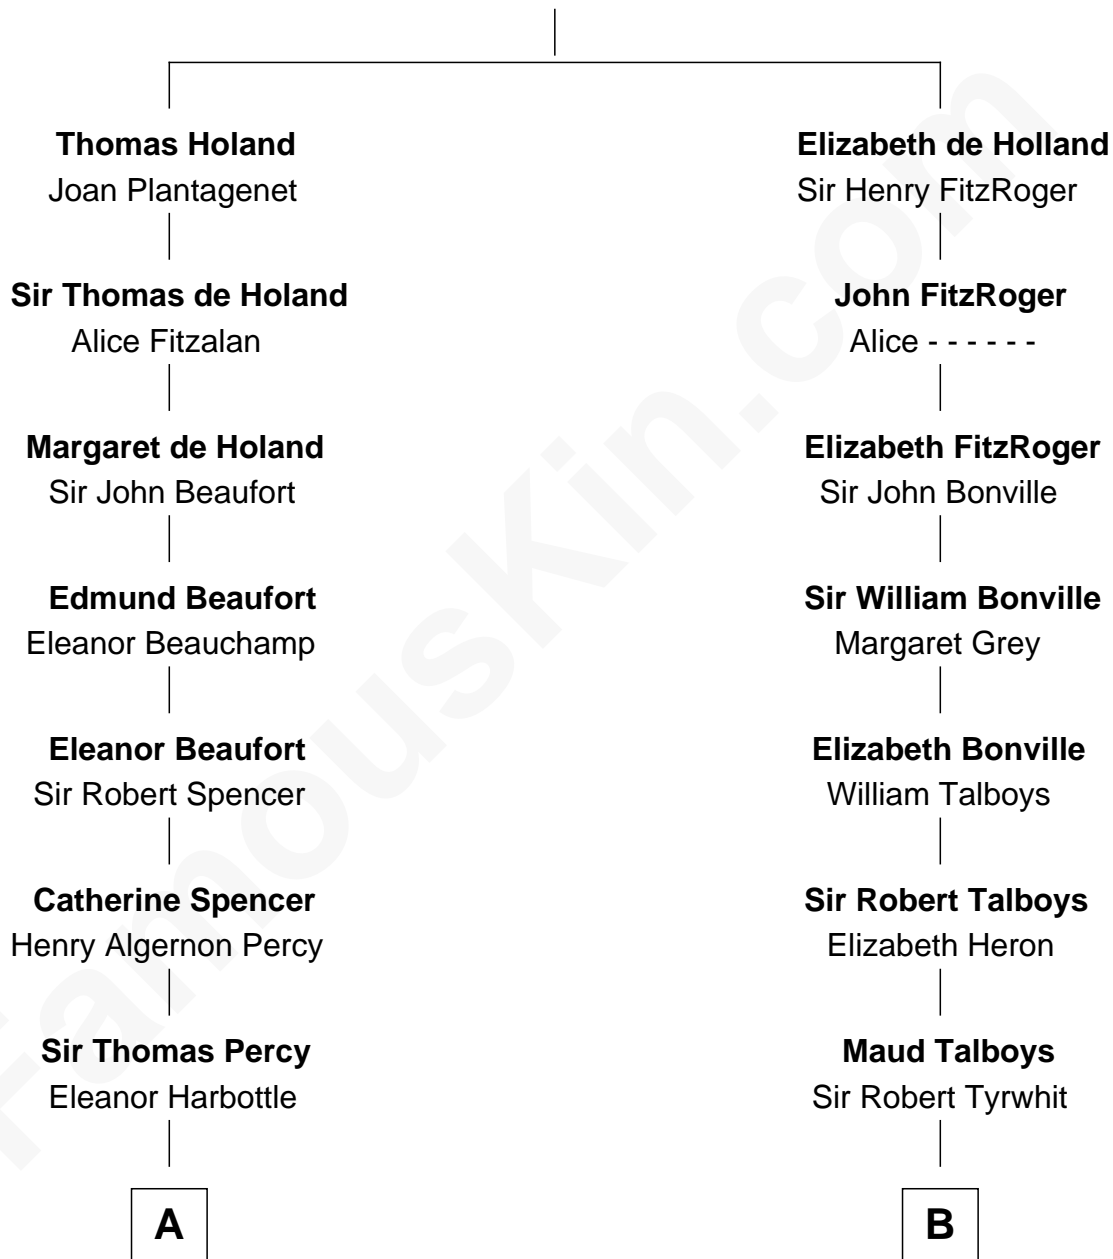 Thomas Holand
Joan Plantagenet
Sir Thomas de Holand
Alice Fitzalan
Margaret de Holand
Sir John Beaufort
Edmund Beaufort
Eleanor Beauchamp
Eleanor Beaufort
Sir Robert Spencer
Catherine Spencer
Henry Algernon Percy
Sir Thomas Percy
Eleanor Harbottle
A
Elizabeth de Holland
Sir Henry FitzRoger
John FitzRoger
Alice - - - - - -
Elizabeth FitzRoger
Sir John Bonville
Sir William Bonville
Margaret Grey
Elizabeth Bonville
William Talboys
Sir Robert Talboys
Elizabeth Heron
Maud Talboys
Sir Robert Tyrwhit
B
FamousKin.com